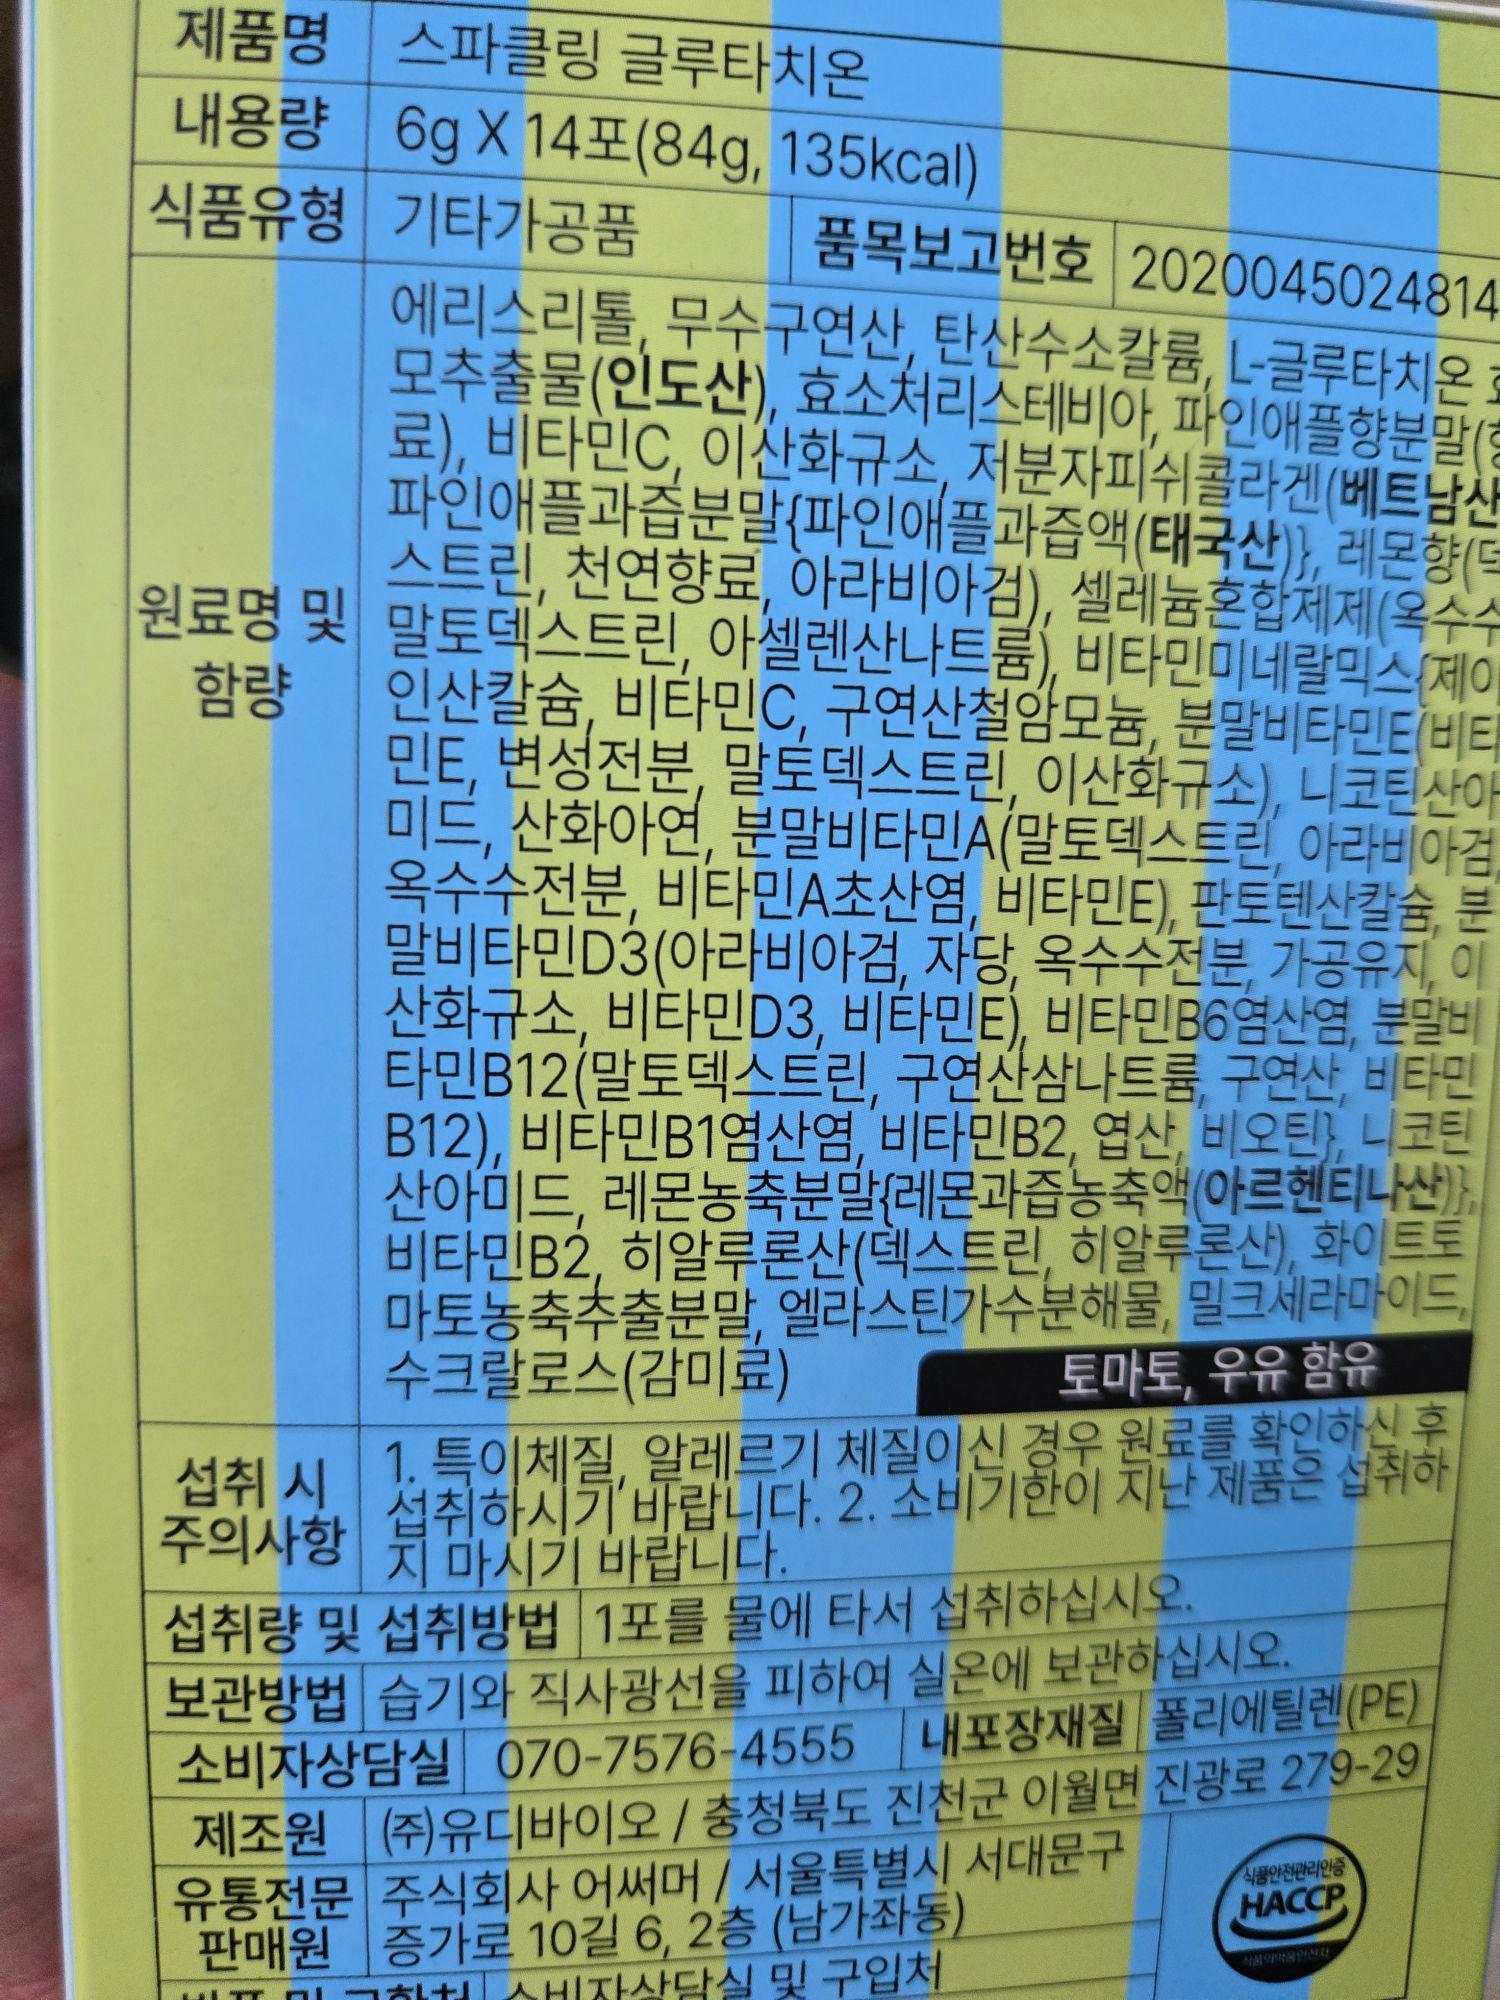 제품명 스파클링 글루타치온
내용량 6g X 14포(84g, 135kcal)
식품유형 기타가공품 품목보고번호 2020045024814
에리스리톨, 무수구연산, 탄산수소칼륨, L-글루타치온
모추출물(인도산), 효소처리스테비아, 파인애플향분말(
료), 비타민C, 이산화규소, 저분자피쉬콜라겐(베트남산
파인애플과즙분말{파인애플과즙액(태국산)}, 레몬향(덱
스트린, 천연향료, 아라비아검), 셀레늄혼합제제(옥수수
원료명 및
함량
말토덱스트린, 아셀렌산나트륨), 비타민미네랄믹스{제이
인산칼슘, 비타민C, 구연산철암모늄, 분말비타민E(비타
민E, 변성전분, 말토덱스트린, 이산화규소), 니코틴산아
미드, 산화아연, 분말비타민A(말토덱스트린, 아라비아검,
옥수수전분, 비타민A초산염, 비타민E), 판토텐산칼슘, 분
말비타민D3(아라비아검, 자당, 옥수수전분, 가공유지, 이
산화규소, 비타민D3, 비타민E), 비타민B6염산염, 분말비
타민B12(말토덱스트린, 구연산삼나트륨, 구연산, 비타민
B12), 비타민B1염산염, 비타민B2, 엽산, 비오틴}, 니코틴
산아미드, 레몬농축분말{레몬과즙농축액(아르헨티나산)},
비타민B2, 히알루론산(덱스트린, 히알루론산), 화이트토
마토농축추출분말, 엘라스틴가수분해물, 밀크세라마이드,
수크랄로스(감미료)
토마토, 우유 함유
섭취 시
주의사항
1. 특이체질, 알레르기 체질이신 경우 원료를 확인하신 후
섭취하시기 바랍니다. 2. 소비기한이 지난 제품은 섭취하
지 마시기 바랍니다.
섭취량 및 섭취방법 1포를 물에 타서 섭취하십시오.
보관방법 습기와 직사광선을 피하여 실온에 보관하십시오.
소비자상담실 070-7576-4555 내포장재질 폴리에틸렌(PE)
제조원 (주)유디바이오 / 충청북도 진천군 이월면 진광로 279-29
유통전문
판매원
주식회사 어써머 / 서울특별시 서대문구
증가로 10길 6, 2층 (남가좌동)
소비자상담실 및 구입처
식품안전관리인증
HACCP